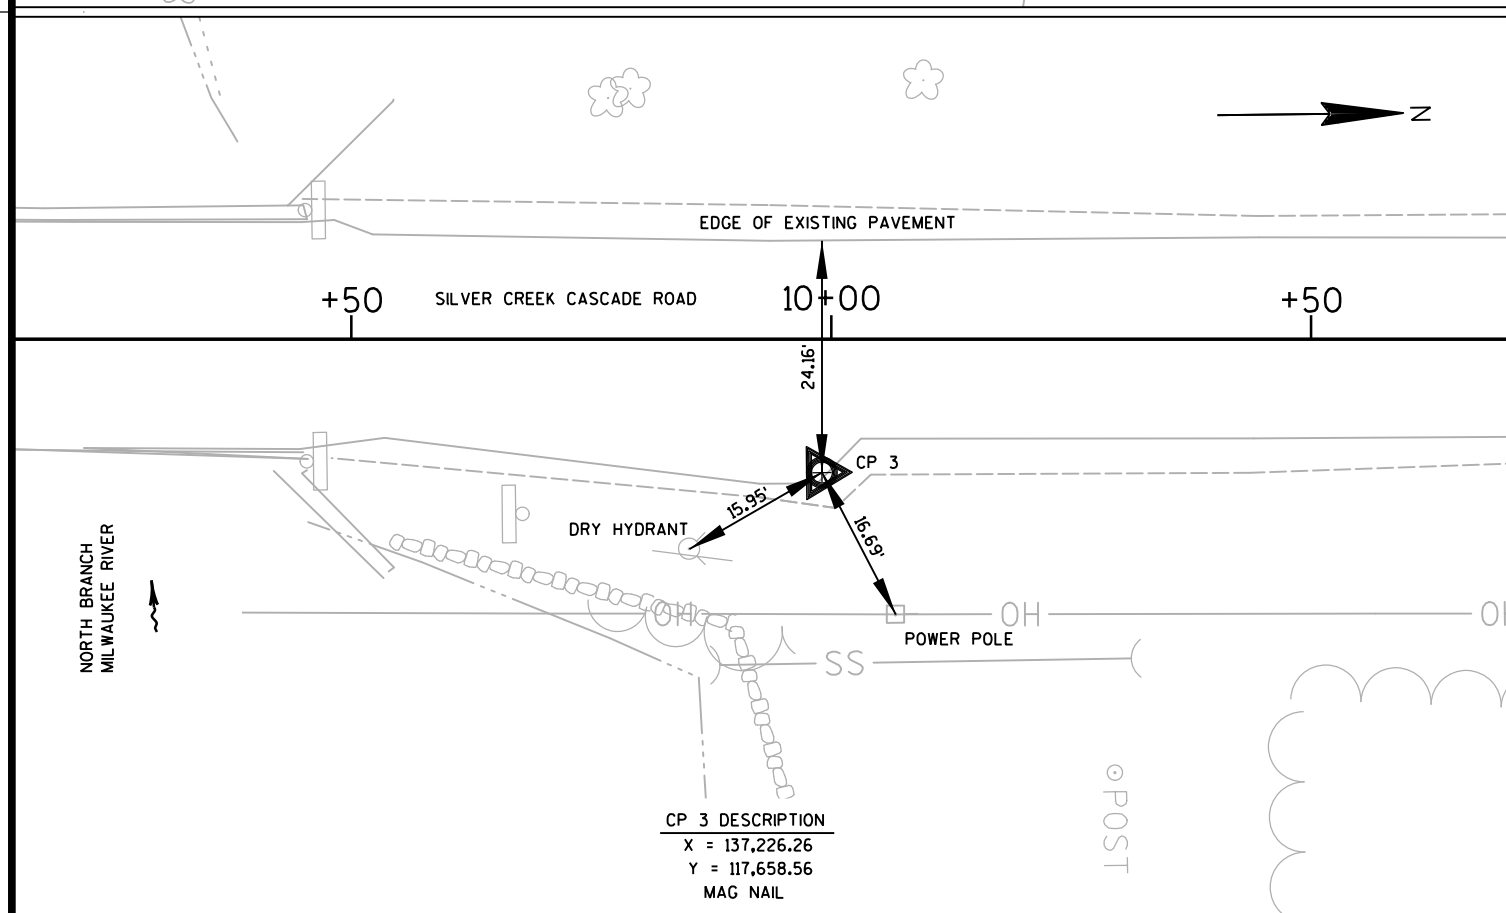 N
EDGE OF EXISTING PAVEMENT
+50
SILVER CREEK CASCADE ROAD
10+00
+50
24.16'
CP 3
15.95'
16.69'
DRY HYDRANT
NORTH BRANCH
MILWAUKEE RIVER
OH
OH
OH
POWER POLE
SS
POST
CP 3 DESCRIPTION
X = 137,226.26
Y = 117,658.56
MAG NAIL